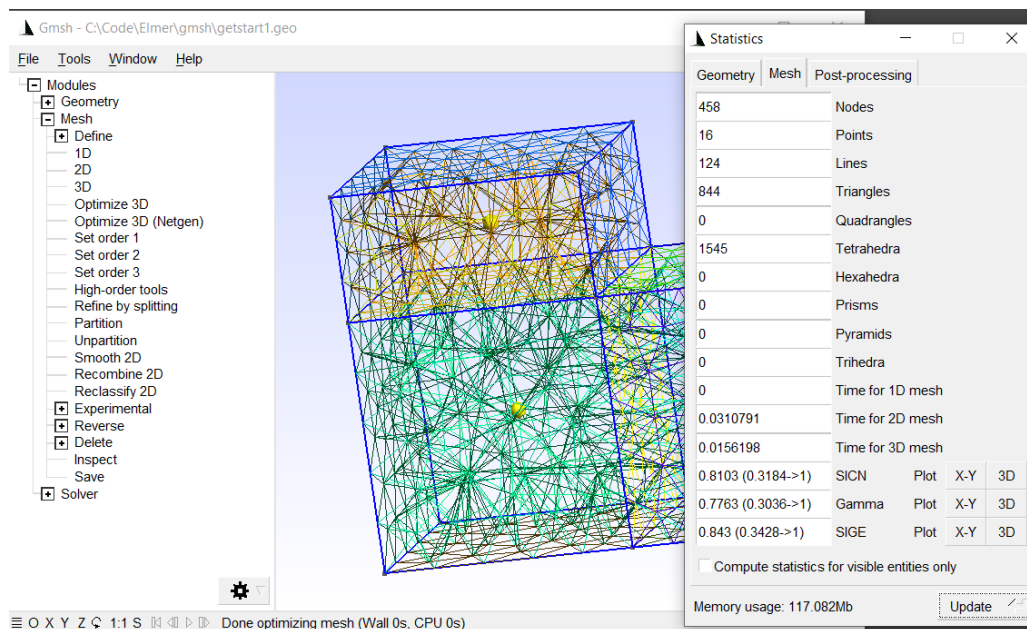 Gmsh - C:\Code\Elmer\gmsh\getstart1.geo
File Tools Window Help
Modules
Geometry
Mesh
Define
1D
2D
3D
Optimize 3D
Optimize 3D (Netgen)
Set order 1
Set order 2
Set order 3
High-order tools
Refine by splitting
Partition
Unpartition
Smooth 2D
Recombine 2D
Reclassify 2D
Experimental
Reverse
Delete
Inspect
Save
Solver
O X Y Z 1:1 S Done optimizing mesh (Wall 0s, CPU 0s)
Statistics
Geometry Mesh Post-processing
458 Nodes
16 Points
124 Lines
844 Triangles
0 Quadrangles
1545 Tetrahedra
0 Hexahedra
0 Prisms
0 Pyramids
0 Trihedra
0 Time for 1D mesh
0.0310791 Time for 2D mesh
0.0156198 Time for 3D mesh
0.8103 (0.3184->1) SICN Plot X-Y 3D
0.7763 (0.3036->1) Gamma Plot X-Y 3D
0.843 (0.3428->1) SIGE Plot X-Y 3D
Compute statistics for visible entities only
Memory usage: 117.082Mb Update